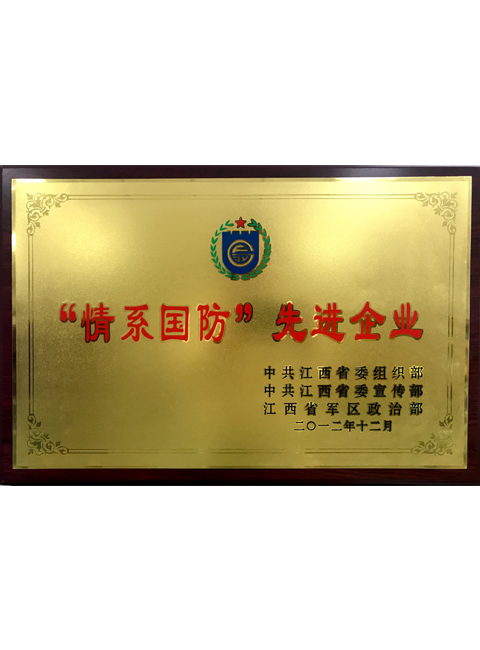 “情系国防”先进企业
中共江西省委组织部
中共江西省委宣传部
江西省军区政治部
二〇一二年十二月